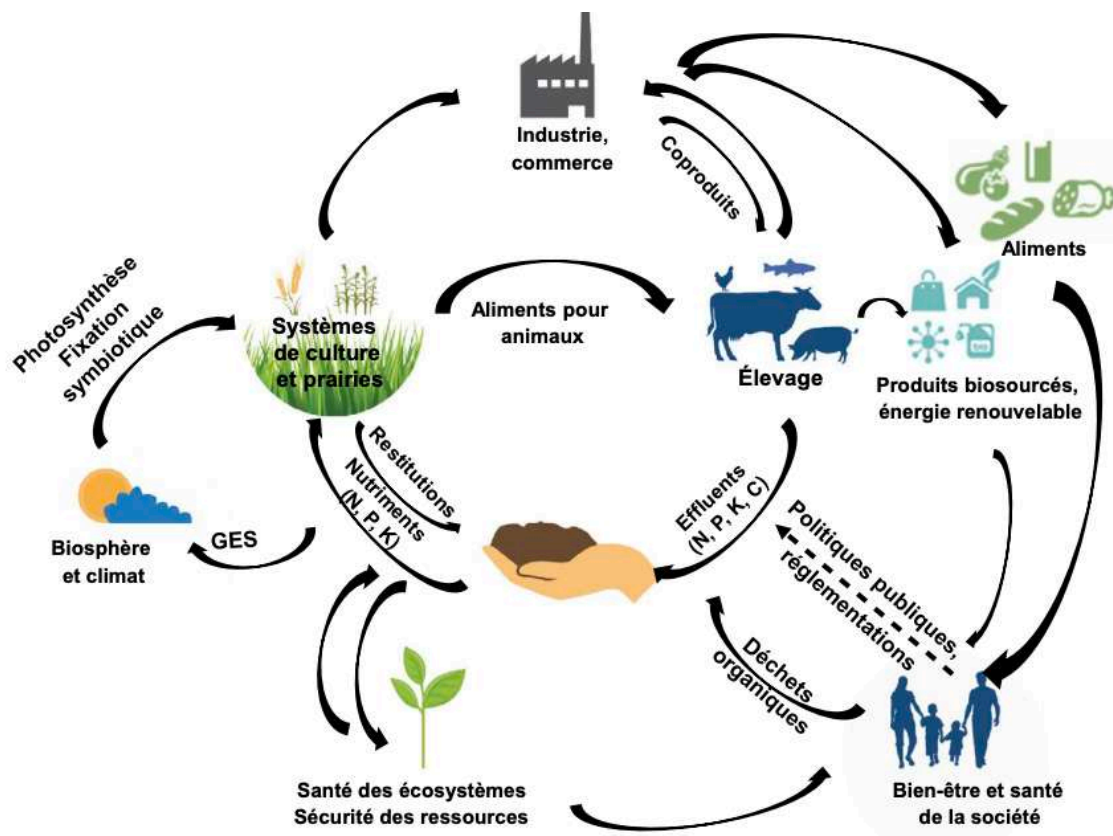 Industrie,
commerce
Coproduits
Aliments
Photosynthèse
Fixation
symbiotique
Systèmes
de culture
et prairies
Aliments pour
animaux
Élevage
bio
Produits biosourcés,
énergie renouvelable
Restitutions
Nutriments
(N, P, K)
Effluents
(N, P, K, C)
Biosphère
et climat
GES
Politiques publiques,
réglementations
Déchets
organiques
Santé des écosystèmes
Sécurité des ressources
Bien-être et santé
de la société